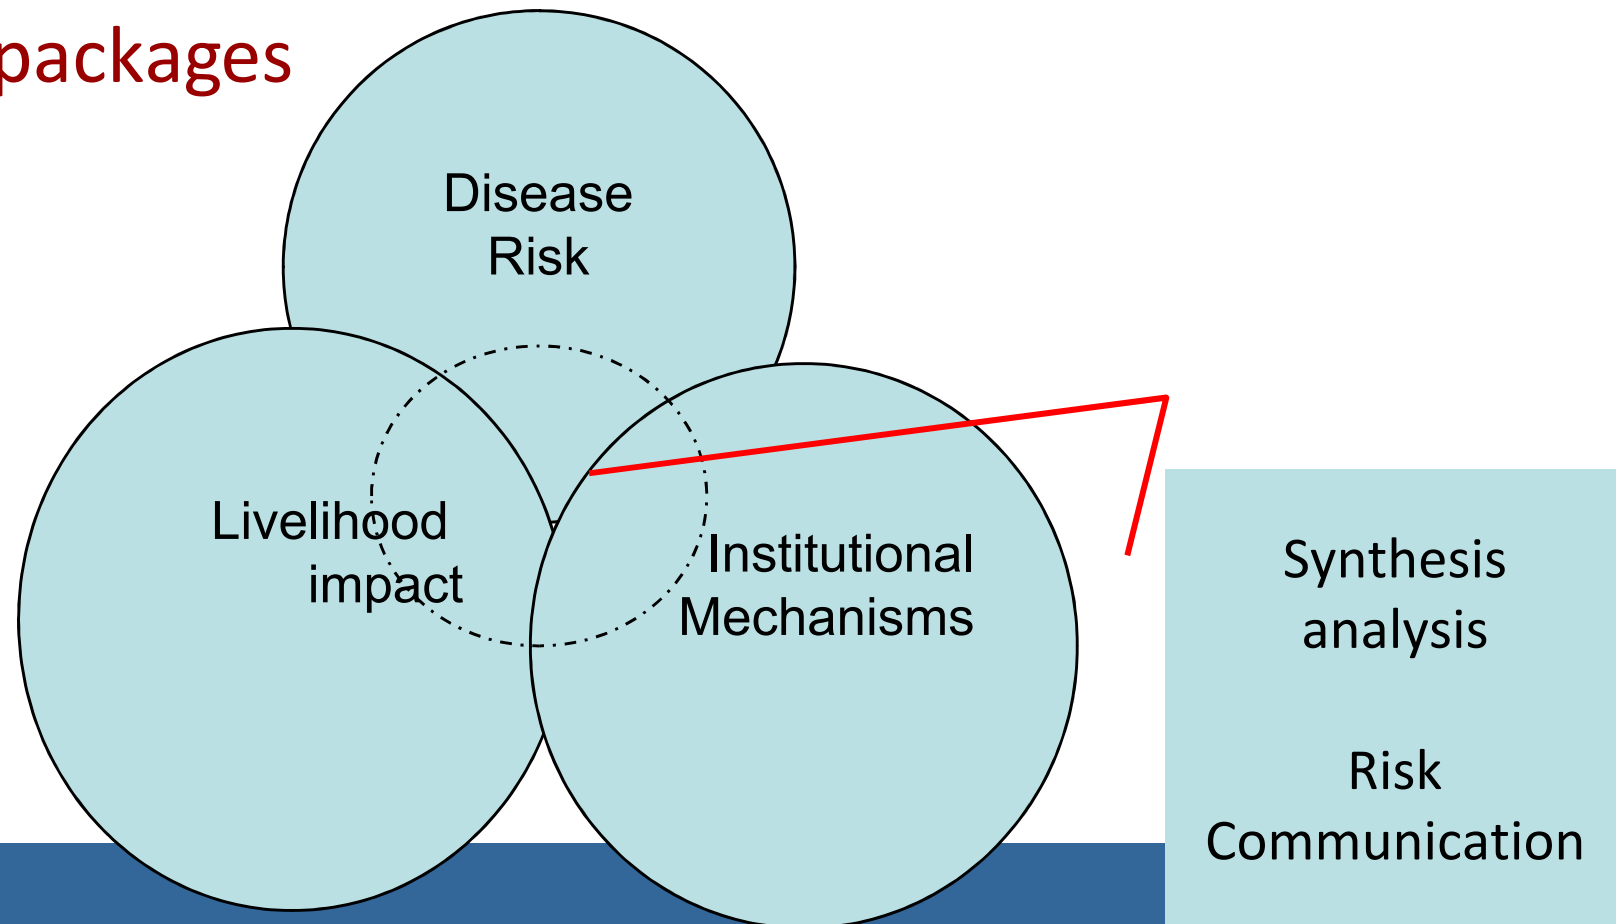 packages
Disease
Risk
Livelihood
impact
Institutional
Mechanisms
Synthesis
analysis
Risk
Communication